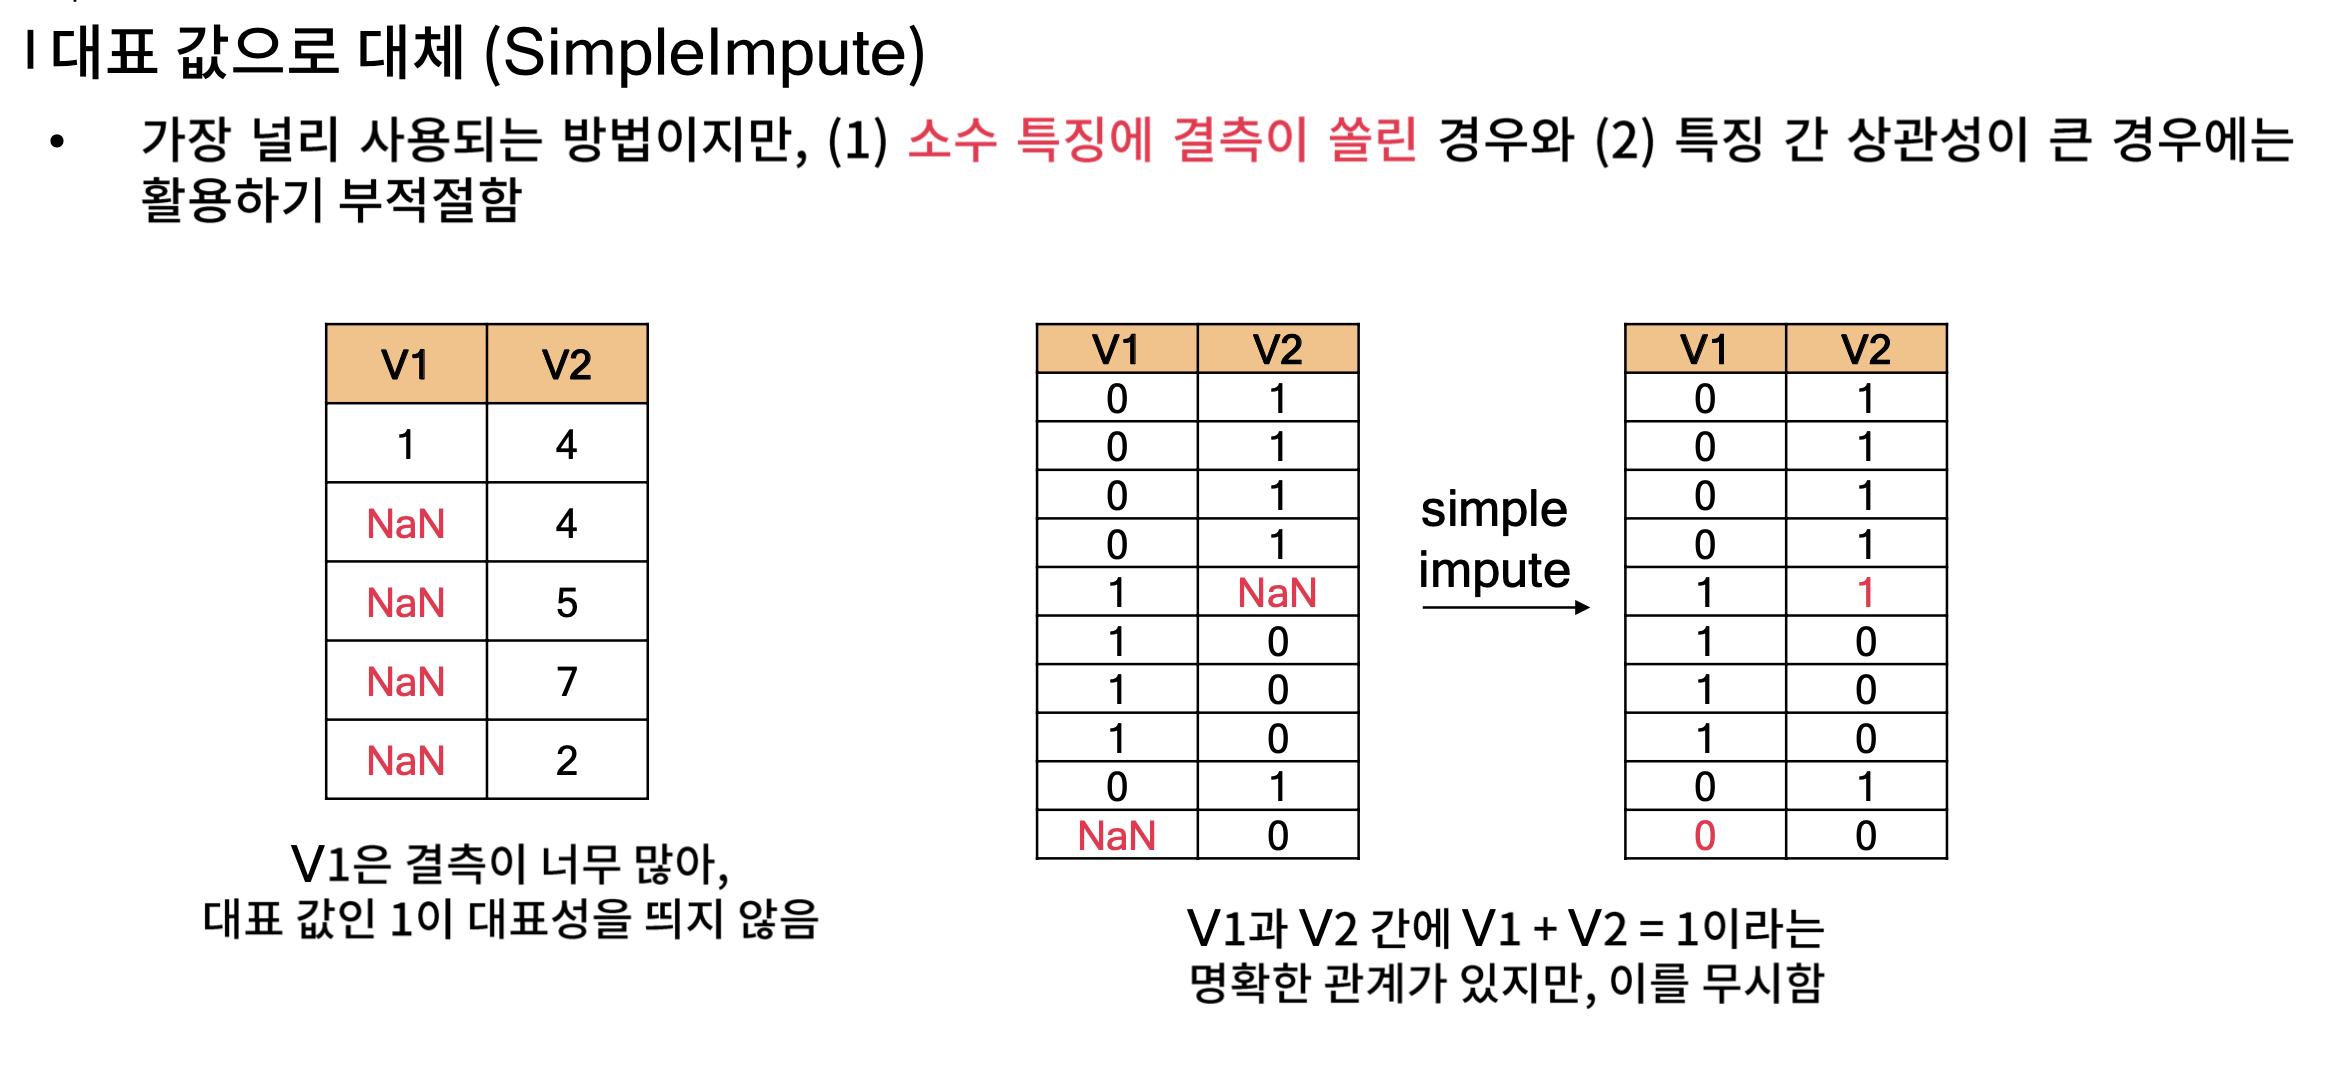 | 대표 값으로 대체 (SimpleImpute)
• 가장 널리 사용되는 방법이지만, (1) 소수 특징에 결측이 쏠린 경우와 (2) 특징 간 상관성이 큰 경우에는
활용하기 부적절함
V1 V2
1 4
NaN 4
NaN 5
NaN 7
NaN 2
V1은 결측이 너무 많아,
대표 값인 1이 대표성을 띄지 않음
V1 V2
0 1
0 1
0 1
0 1
1 NaN
1 0
1 0
1 0
0 1
NaN 0
simple
impute
V1 V2
0 1
0 1
0 1
0 1
1 1
1 0
1 0
1 0
0 1
0 0
V1과 V2 간에 V1 + V2 = 1이라는
명확한 관계가 있지만, 이를 무시함